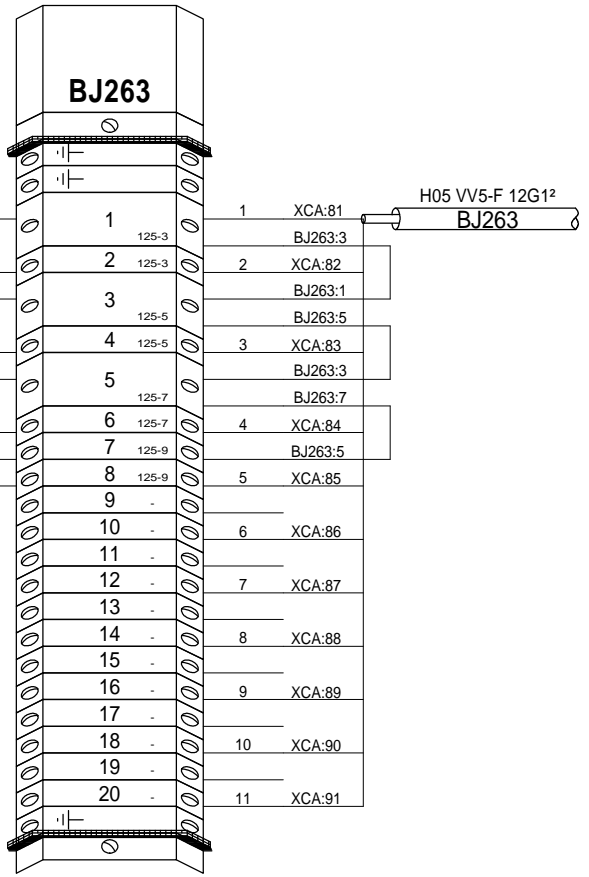 BJ263
H05 VV5-F 12G1²
BJ263
1 125-3 1 XCA:81
BJ263:3
2 125-3 2 XCA:82
BJ263:1
3 125-5 BJ263:5
4 125-5 3 XCA:83
BJ263:3
5 125-7 BJ263:7
6 125-7 4 XCA:84
7 125-9 BJ263:5
8 125-9 5 XCA:85
9 -
10 - 6 XCA:86
11 -
12 - 7 XCA:87
13 -
14 - 8 XCA:88
15 -
16 - 9 XCA:89
17 -
18 - 10 XCA:90
19 -
20 - 11 XCA:91